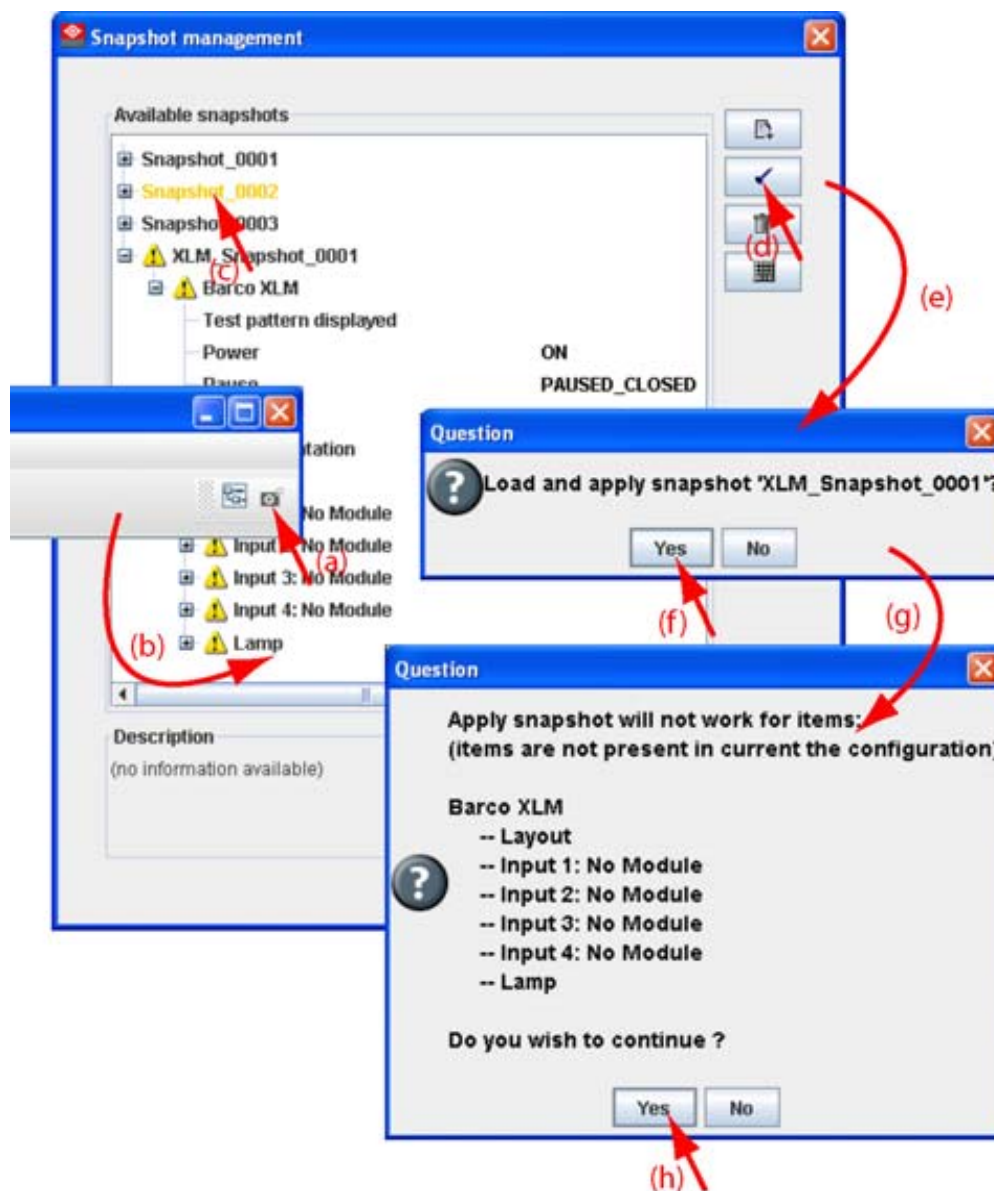 Snapshot management
Available snapshots
Snapshot_0001
Snapshot_0002
Snapshot_0003
XLM_Snapshot_0001
Barco XLM
Test pattern displayed
Power ON
PAUSED_CLOSED
tation
No Module
Input No Module
Input 3: No Module
Input 4: No Module
Lamp
Description
(no information available)
(a)
(b)
(c)
(d)
(e)
Question
Load and apply snapshot 'XLM_Snapshot_0001'?
Yes No
(f)
(g)
Question
Apply snapshot will not work for items:
(items are not present in current the configuration)
Barco XLM
-- Layout
-- Input 1: No Module
-- Input 2: No Module
-- Input 3: No Module
-- Input 4: No Module
-- Lamp
Do you wish to continue ?
Yes No
(h)